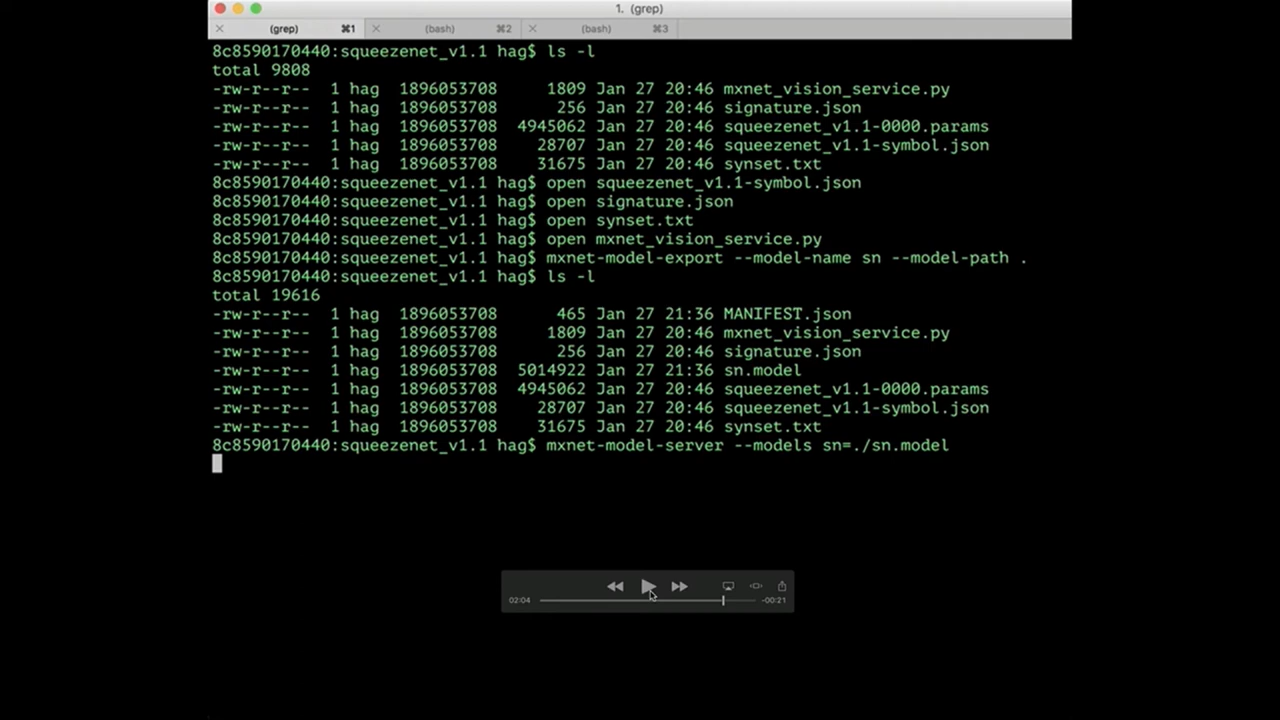 1. (grep)
(grep) ⌘1 (bash) ⌘2 (bash) ⌘3
8c8590170440:squeezenet_v1.1 hag$ ls -l
total 9808
-rw-r--r-- 1 hag 1896053708 1809 Jan 27 20:46 mxnet_vision_service.py
-rw-r--r-- 1 hag 1896053708 256 Jan 27 20:46 signature.json
-rw-r--r-- 1 hag 1896053708 4945062 Jan 27 20:46 squeezenet_v1.1-0000.params
-rw-r--r-- 1 hag 1896053708 28707 Jan 27 20:46 squeezenet_v1.1-symbol.json
-rw-r--r-- 1 hag 1896053708 31675 Jan 27 20:46 synset.txt
8c8590170440:squeezenet_v1.1 hag$ open squeezenet_v1.1-symbol.json
8c8590170440:squeezenet_v1.1 hag$ open signature.json
8c8590170440:squeezenet_v1.1 hag$ open synset.txt
8c8590170440:squeezenet_v1.1 hag$ open mxnet_vision_service.py
8c8590170440:squeezenet_v1.1 hag$ mxnet-model-export --model-name sn --model-path .
8c8590170440:squeezenet_v1.1 hag$ ls -l
total 19616
-rw-r--r-- 1 hag 1896053708 465 Jan 27 21:36 MANIFEST.json
-rw-r--r-- 1 hag 1896053708 1809 Jan 27 20:46 mxnet_vision_service.py
-rw-r--r-- 1 hag 1896053708 256 Jan 27 20:46 signature.json
-rw-r--r-- 1 hag 1896053708 5014922 Jan 27 21:36 sn.model
-rw-r--r-- 1 hag 1896053708 4945062 Jan 27 20:46 squeezenet_v1.1-0000.params
-rw-r--r-- 1 hag 1896053708 28707 Jan 27 20:46 squeezenet_v1.1-symbol.json
-rw-r--r-- 1 hag 1896053708 31675 Jan 27 20:46 synset.txt
8c8590170440:squeezenet_v1.1 hag$ mxnet-model-server --models sn=./sn.model
02:04 -00:21